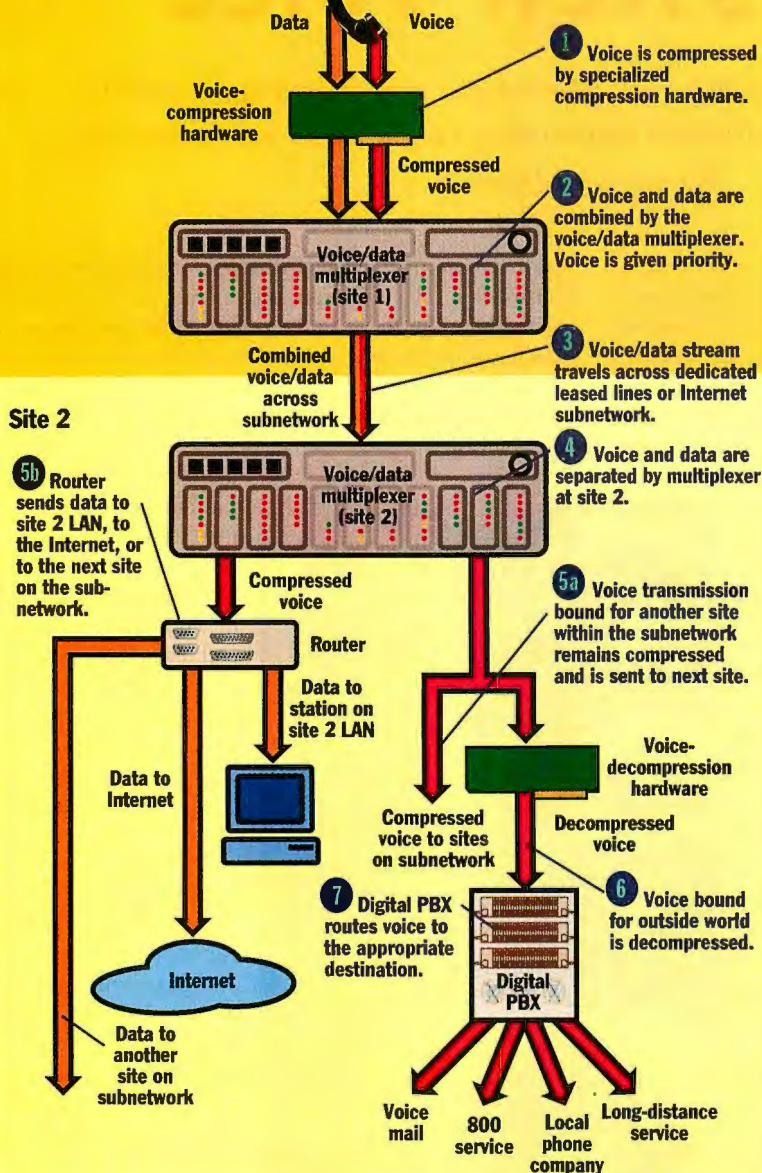 Data
Voice
1 Voice is compressed
by specialized
compression hardware.
Voice-
compression
hardware
Compressed
voice
2 Voice and data are
combined by the
voice/data multiplexer.
Voice is given priority.
Voice/data
multiplexer
(site 1)
Combined
voice/data
across
subnetwork
3 Voice/data stream
travels across dedicated
leased lines or Internet
subnetwork.
Site 2
Voice/data
multiplexer
(site 2)
4 Voice and data are
separated by multiplexer
at site 2.
5b Router
sends data to
site 2 LAN, to
the Internet, or
to the next site
on the sub-
network.
Compressed
voice
Router
5a Voice transmission
bound for another site
within the subnetwork
remains compressed
and is sent to next site.
Data to
station on
site 2 LAN
Data to
Internet
Voice-
decompression
hardware
Compressed
voice to sites
on subnetwork
Decompressed
voice
6 Voice bound
for outside world
is decompressed.
7 Digital PBX
routes voice to
the appropriate
destination.
Digital
PBX
Internet
Data to
another
site on
subnetwork
Voice
mail
800
service
Local
phone
company
Long-distance
service